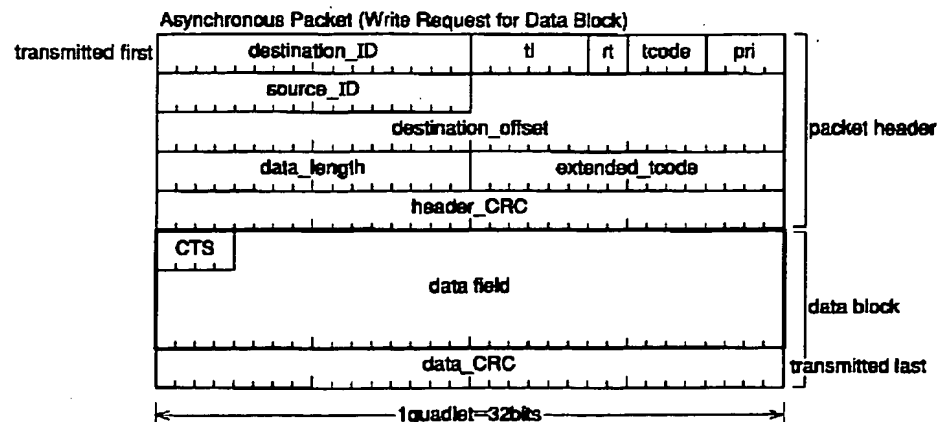 Asynchronous Packet (Write Request for Data Block)
transmitted first
destination_ID tl rt tcode pri
source_ID
destination_offset
packet header
data_length extended_tcode
header_CRC
CTS
data field
data block
data_CRC
transmitted last
1quadlet=32bits